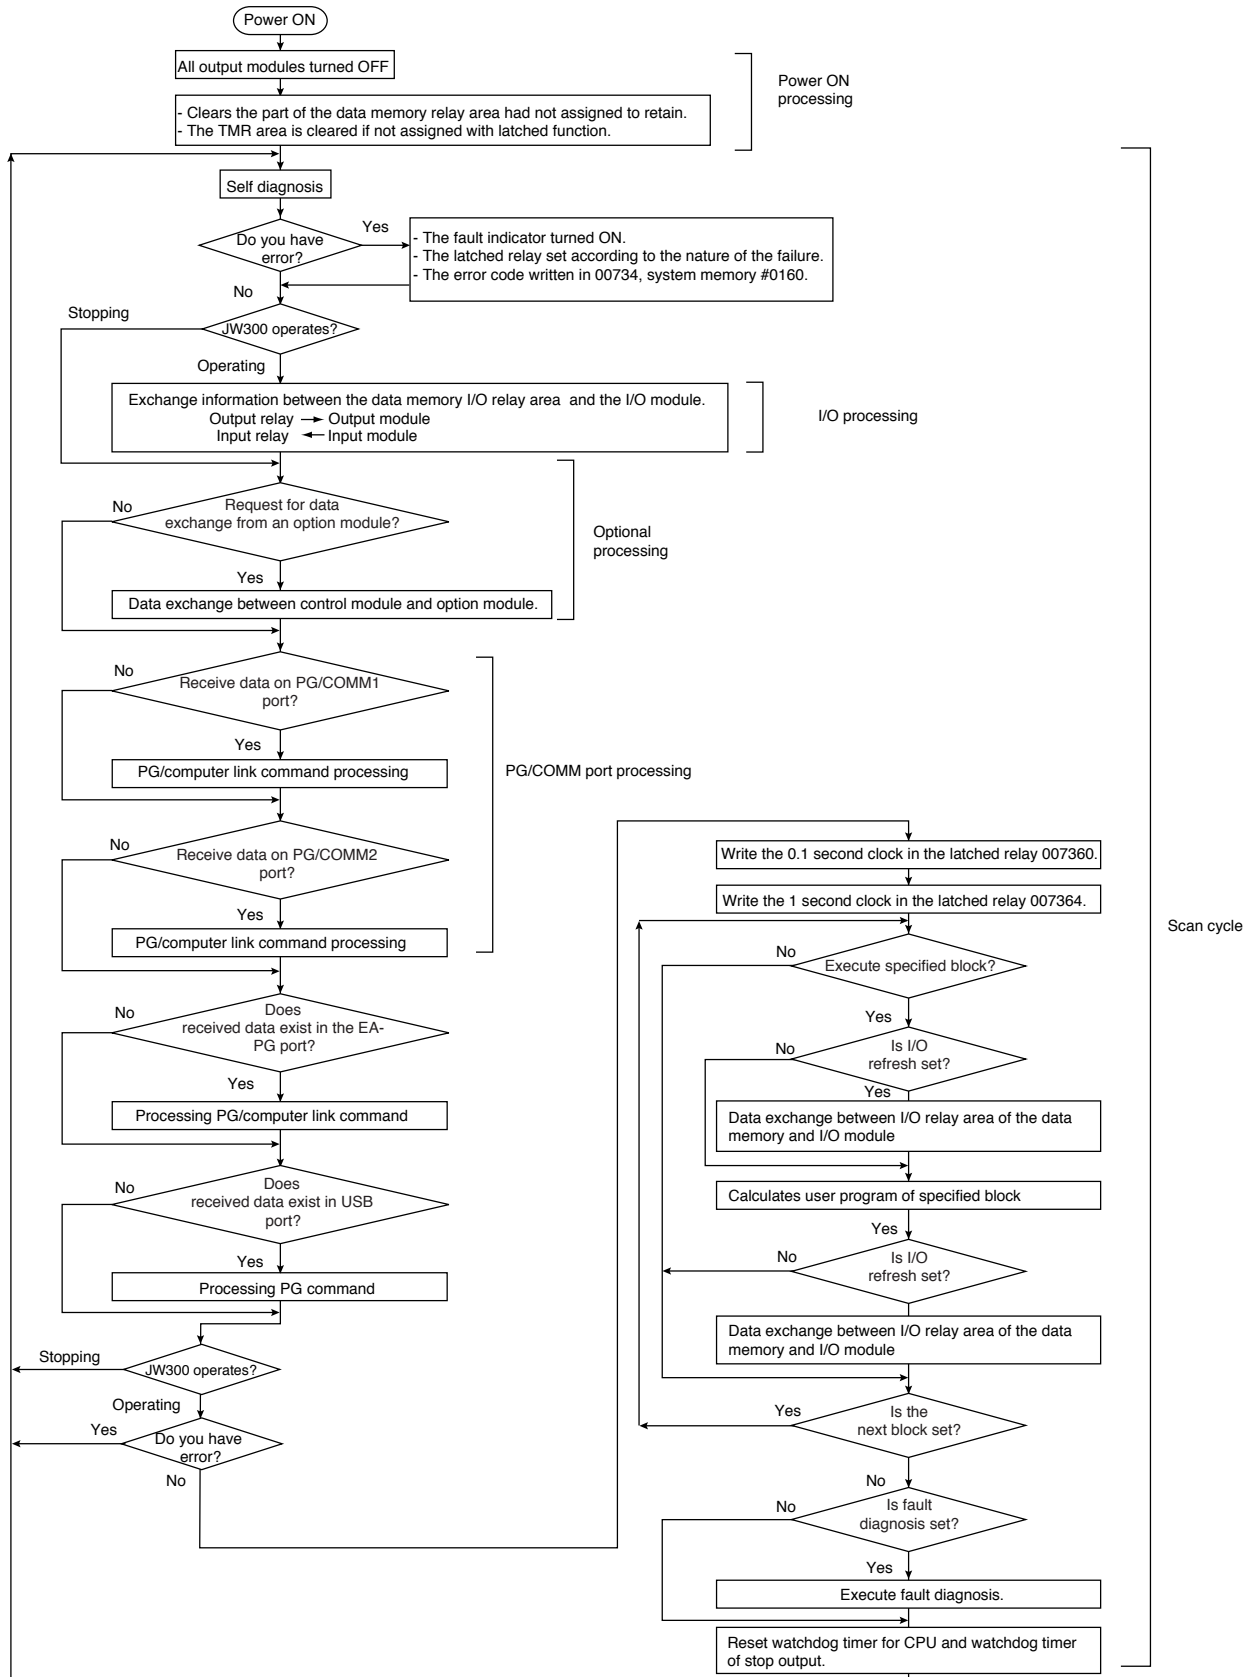 Power ON
All output modules turned OFF
Power ON
processing
- Clears the part of the data memory relay area had not assigned to retain.
- The TMR area is cleared if not assigned with latched function.
Self diagnosis
Do you have
error?
Yes
- The fault indicator turned ON.
- The latched relay set according to the nature of the failure.
- The error code written in 00734, system memory #0160.
No
Stopping
JW300 operates?
Operating
Exchange information between the data memory I/O relay area and the I/O module.
Output relay → Output module
Input relay ← Input module
I/O processing
No
Request for data
exchange from an option module?
Optional
processing
Yes
Data exchange between control module and option module.
No
Receive data on PG/COMM1
port?
Yes
PG/computer link command processing
PG/COMM port processing
No
Receive data on PG/COMM2
port?
Yes
PG/computer link command processing
No
Does
received data exist in the EA-
PG port?
Yes
Processing PG/computer link command
No
Does
received data exist in USB
port?
Yes
Processing PG command
Stopping
JW300 operates?
Operating
Yes
Do you have
error?
No
Write the 0.1 second clock in the latched relay 007360.
Write the 1 second clock in the latched relay 007364.
Scan cycle
No
Execute specified block?
Yes
No
Is I/O
refresh set?
Yes
Data exchange between I/O relay area of the data
memory and I/O module
Calculates user program of specified block
Yes
No
Is I/O
refresh set?
Data exchange between I/O relay area of the data
memory and I/O module
Yes
Is the
next block set?
No
No
Is fault
diagnosis set?
Yes
Execute fault diagnosis.
Reset watchdog timer for CPU and watchdog timer
of stop output.